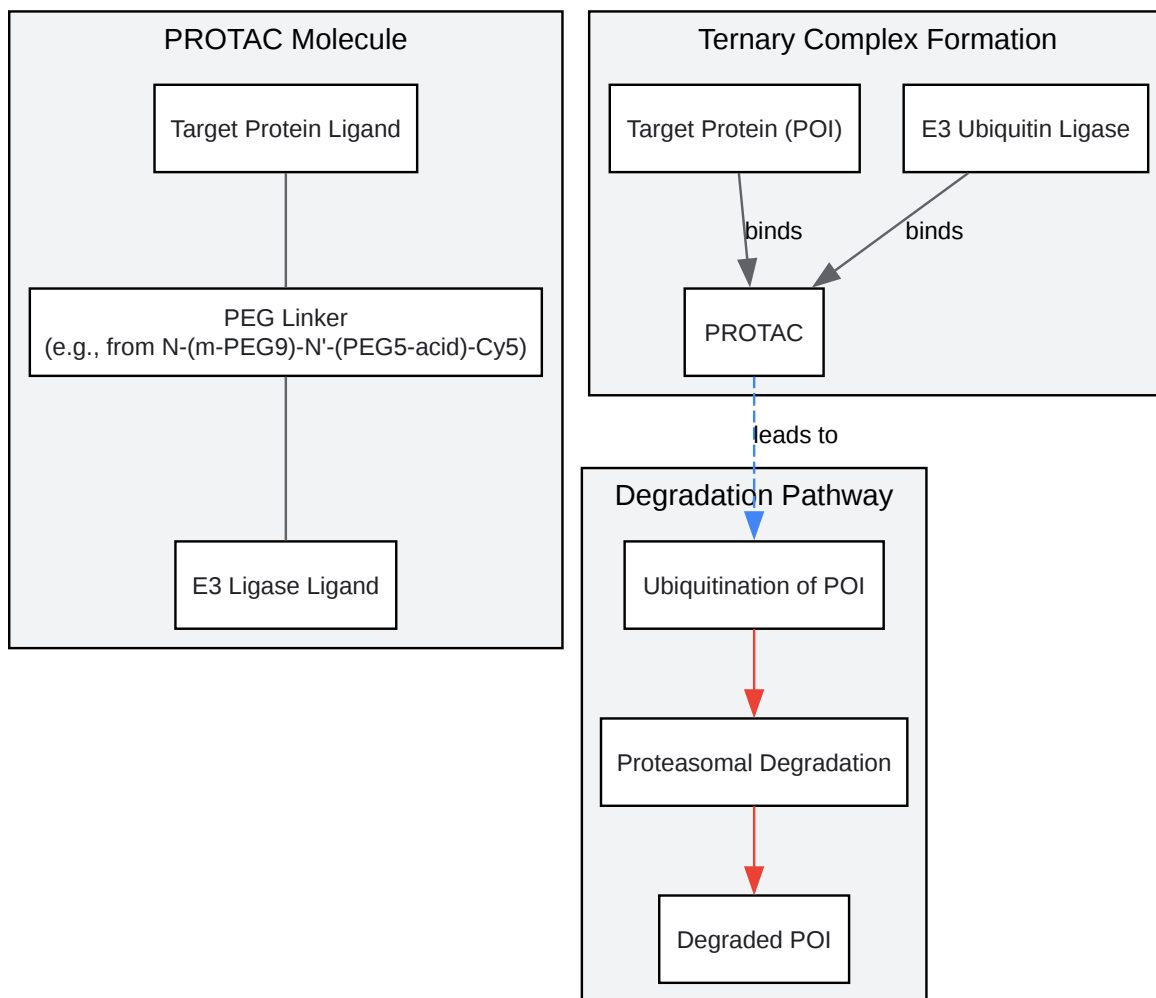 PROTAC Molecule
Target Protein Ligand
PEG Linker
(e.g., from N-(m-PEG9)-N'-(PEG5-acid)-Cy5)
E3 Ligase Ligand
Ternary Complex Formation
Target Protein (POI)
E3 Ubiquitin Ligase
binds
binds
PROTAC
leads to
Degradation Pathway
Ubiquitination of POI
Proteasomal Degradation
Degraded POI